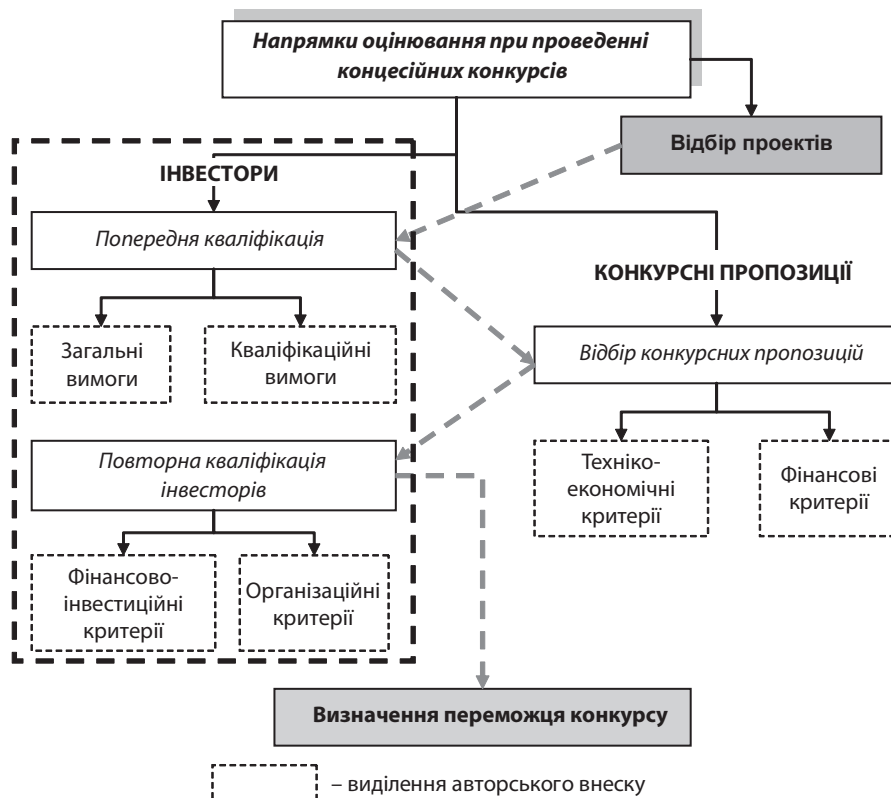 Напрямки оцінювання при проведенні
концесійних конкурсів
Відбір проектів
ІНВЕСТОРИ
Попередня кваліфікація
КОНКУРСНІ ПРОПОЗИЦІЇ
Загальні
вимоги
Кваліфікаційні
вимоги
Відбір конкурсних пропозицій
Повторна кваліфікація
інвесторів
Техніко-
економічні
критерії
Фінансові
критерії
Фінансово-
інвестиційні
критерії
Організаційні
критерії
Визначення переможця конкурсу
– виділення авторського внеску